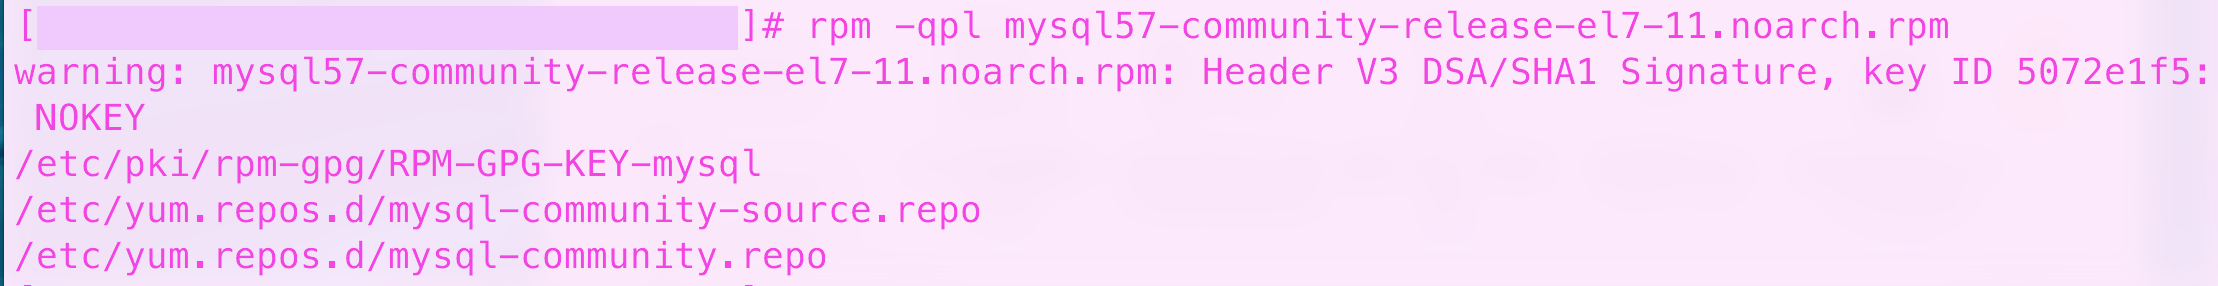 [ ]# rpm -qpl mysql57-community-release-el7-11.noarch.rpm
warning: mysql57-community-release-el7-11.noarch.rpm: Header V3 DSA/SHA1 Signature, key ID 5072e1f5:
 NOKEY
/etc/pki/rpm-gpg/RPM-GPG-KEY-mysql
/etc/yum.repos.d/mysql-community-source.repo
/etc/yum.repos.d/mysql-community.repo